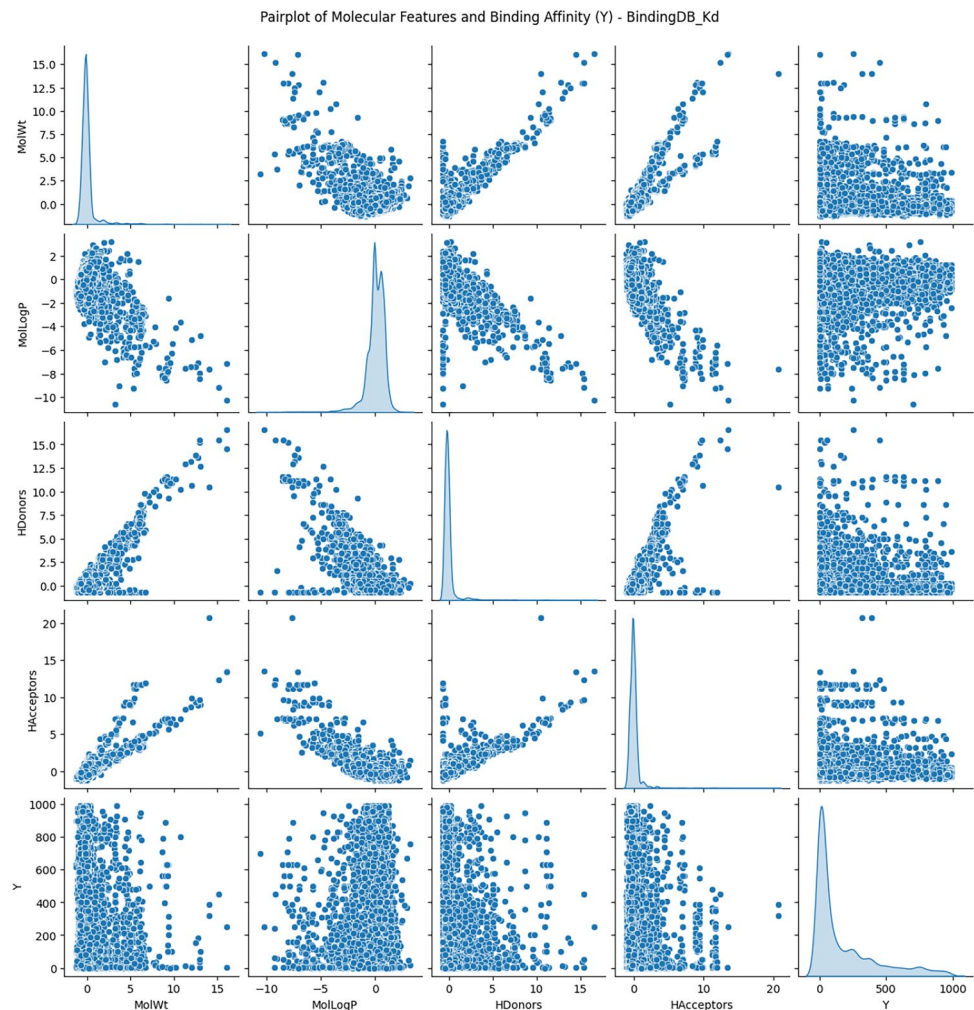 Pairplot of Molecular Features and Binding Affinity (Y) - BindingDB_Kd
MolWt
15.0
12.5
10.0
7.5
5.0
2.5
0.0
MolLogP
2
0
−2
−4
−6
−8
−10
HDonors
15.0
12.5
10.0
7.5
5.0
2.5
0.0
HAcceptors
20
15
10
5
0
Y
1000
800
600
400
200
0
0 5 10 15
MolWt
−10 −5 0
MolLogP
0 5 10 15
HDonors
0 10 20
HAcceptors
0 500 1000
Y